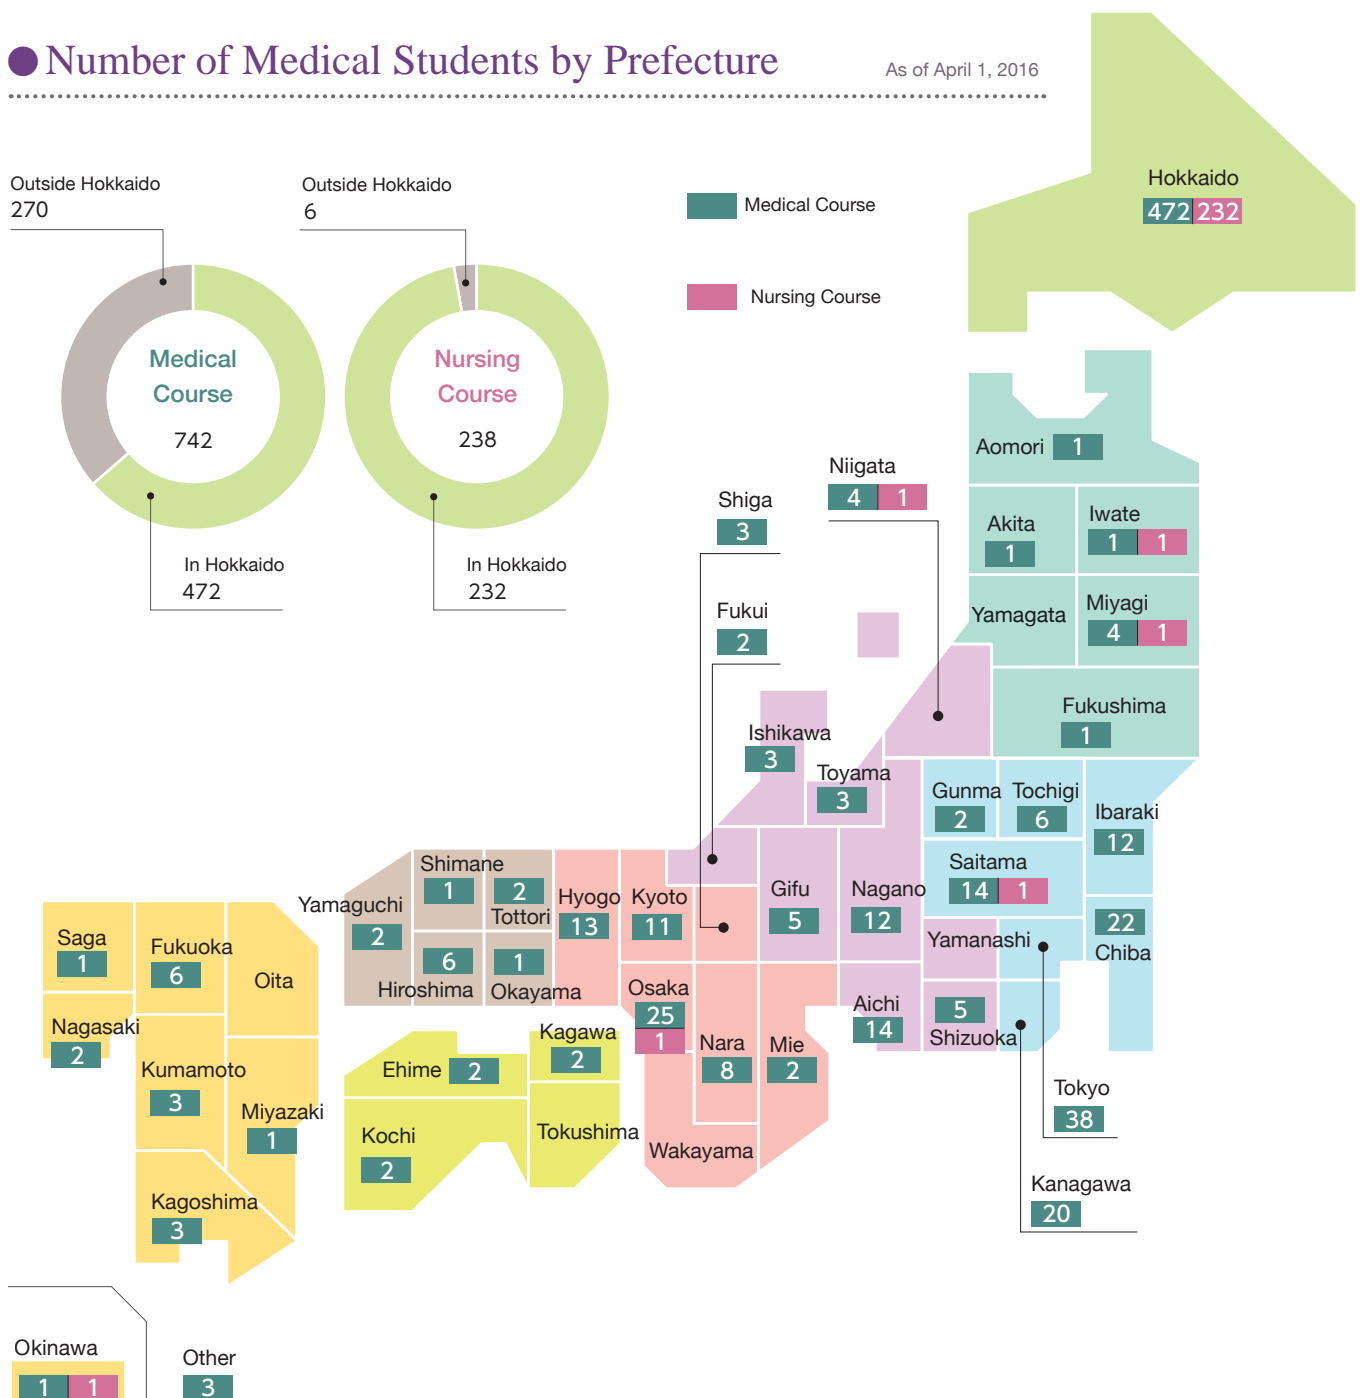 Number of Medical Students by Prefecture
As of April 1, 2016
Outside Hokkaido
270
Outside Hokkaido
6
Medical Course
Nursing Course
Medical
Course
742
Nursing
Course
238
In Hokkaido
472
In Hokkaido
232
Hokkaido
472 232
Aomori 1
Niigata
4 1
Shiga
3
Akita
1
Iwate
1 1
Fukui
2
Yamagata
Miyagi
4 1
Fukushima
1
Ishikawa
3
Toyama
3
Gunma
2
Tochigi
6
Ibaraki
12
Saitama
14 1
Shimane
1
2
Tottori
Hyogo
13
Kyoto
11
Gifu
5
Nagano
12
Yamaguchi
2
22
Chiba
Yamanashi
Saga
1
Fukuoka
6
Oita
6
Hiroshima
1
Okayama
Osaka
25
1
Aichi
14
5
Shizuoka
Nagasaki
2
Kagawa
2
Nara
8
Mie
2
Ehime 2
Kumamoto
3
Miyazaki
1
Tokyo
38
Kochi
2
Tokushima
Wakayama
Kagoshima
3
Kanagawa
20
Okinawa
1 1
Other
3